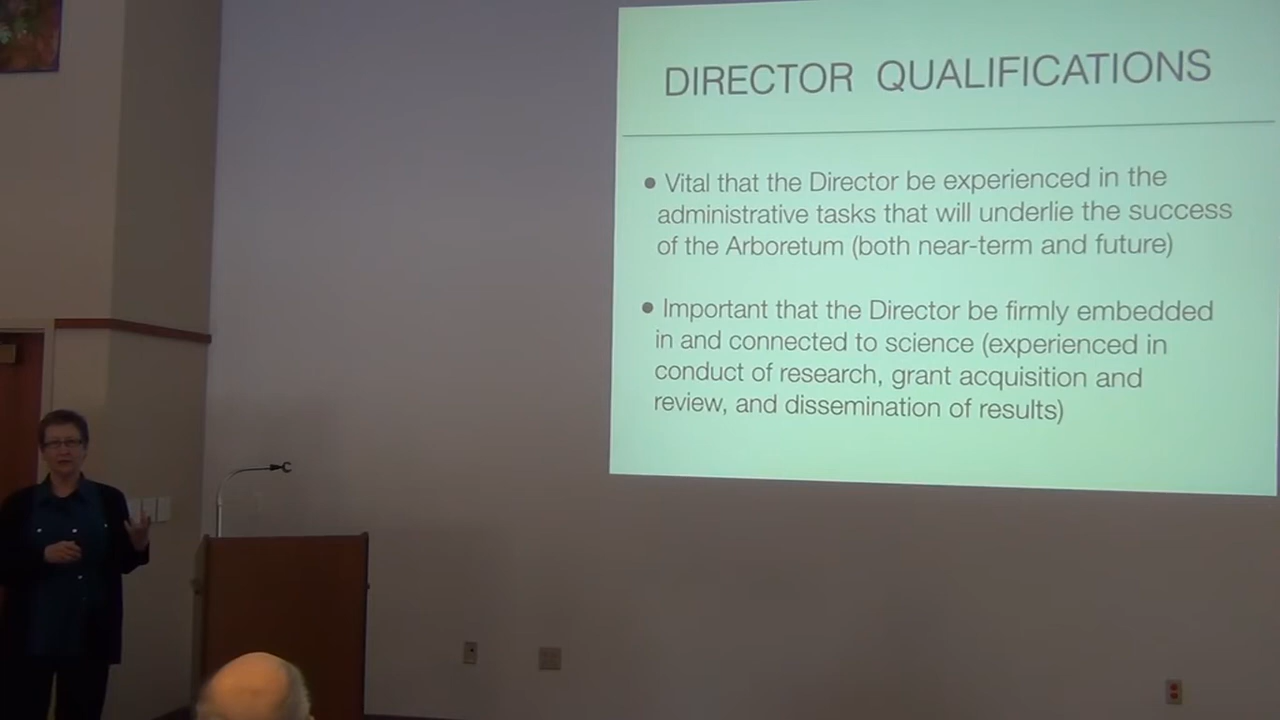 DIRECTOR QUALIFICATIONS
• Vital that the Director be experienced in the
administrative tasks that will underlie the success
of the Arboretum (both near-term and future)
• Important that the Director be firmly embedded
in and connected to science (experienced in
conduct of research, grant acquisition and
review, and dissemination of results)